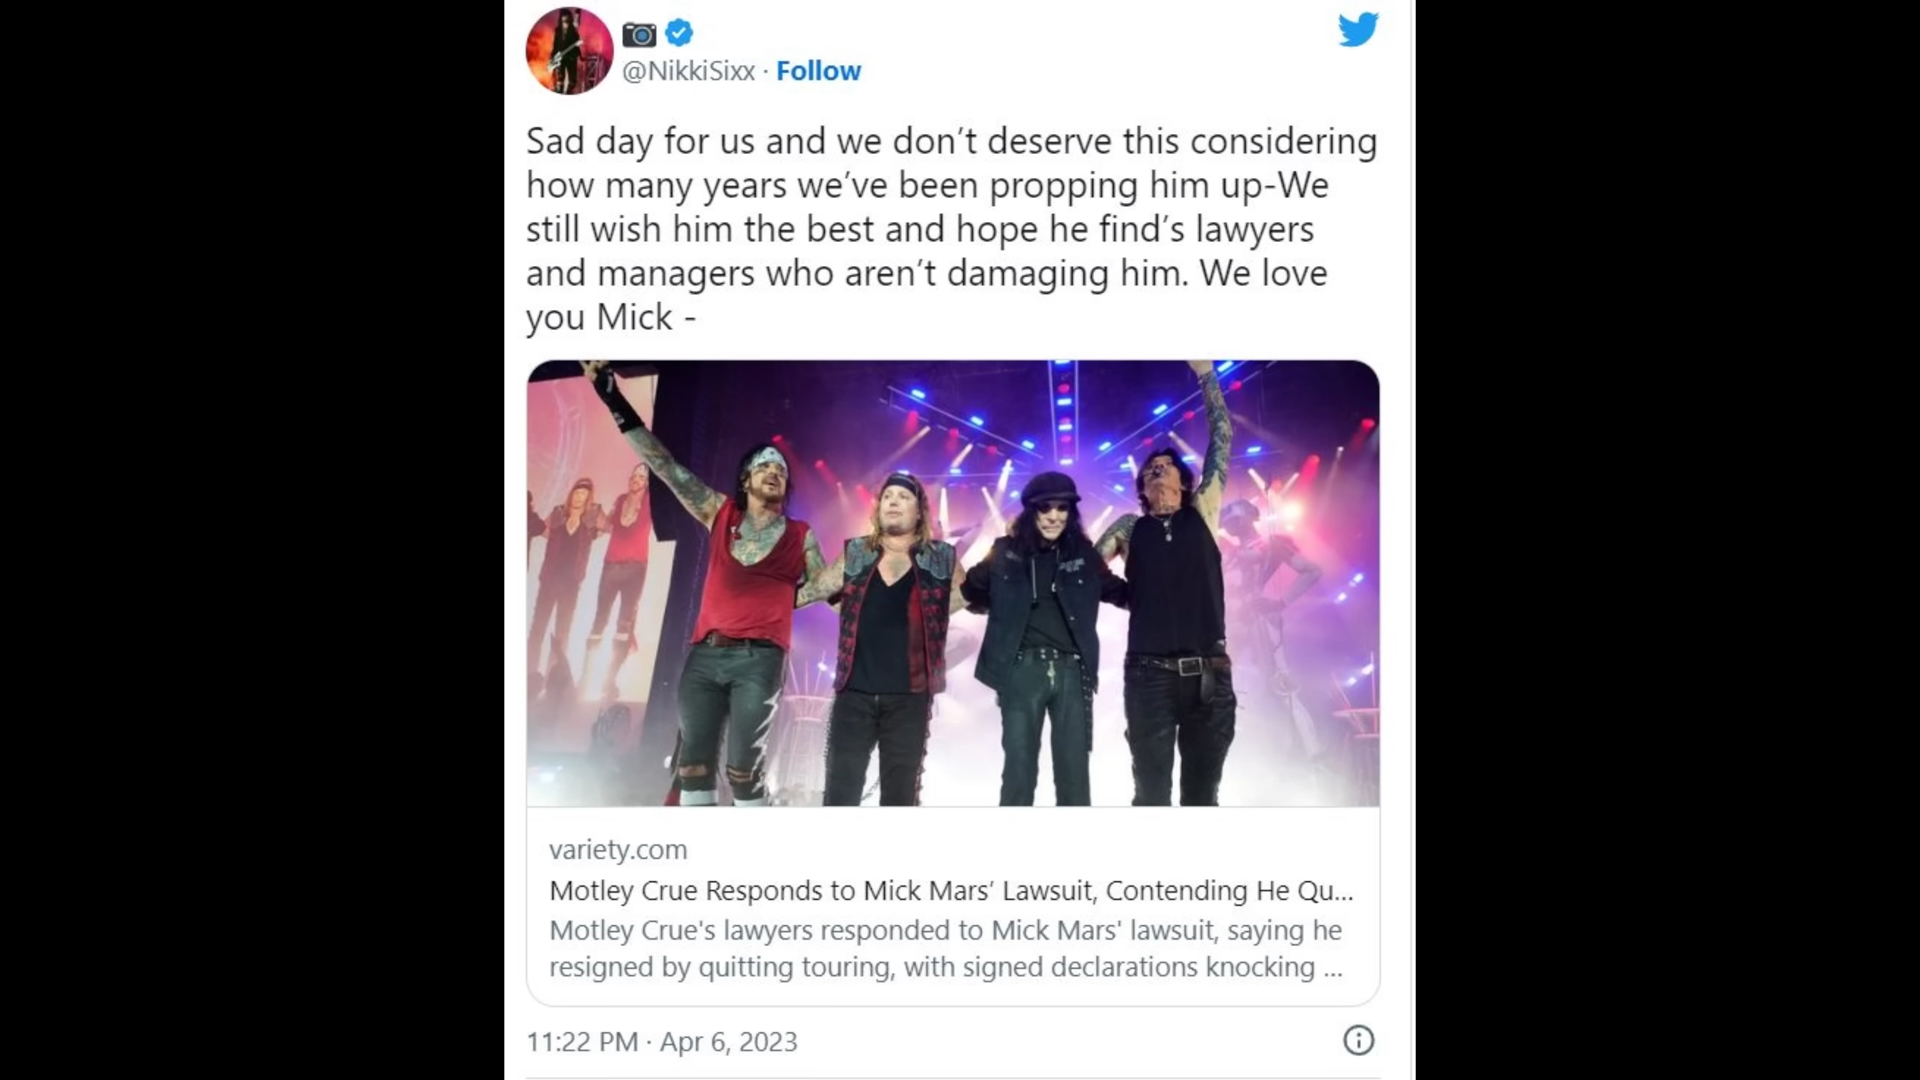 @NikkiSixx · Follow
Sad day for us and we don’t deserve this considering
how many years we’ve been propping him up-We
still wish him the best and hope he find’s lawyers
and managers who aren’t damaging him. We love
you Mick -
variety.com
Motley Crue Responds to Mick Mars’ Lawsuit, Contending He Qu...
Motley Crue's lawyers responded to Mick Mars' lawsuit, saying he
resigned by quitting touring, with signed declarations knocking ...
11:22 PM · Apr 6, 2023